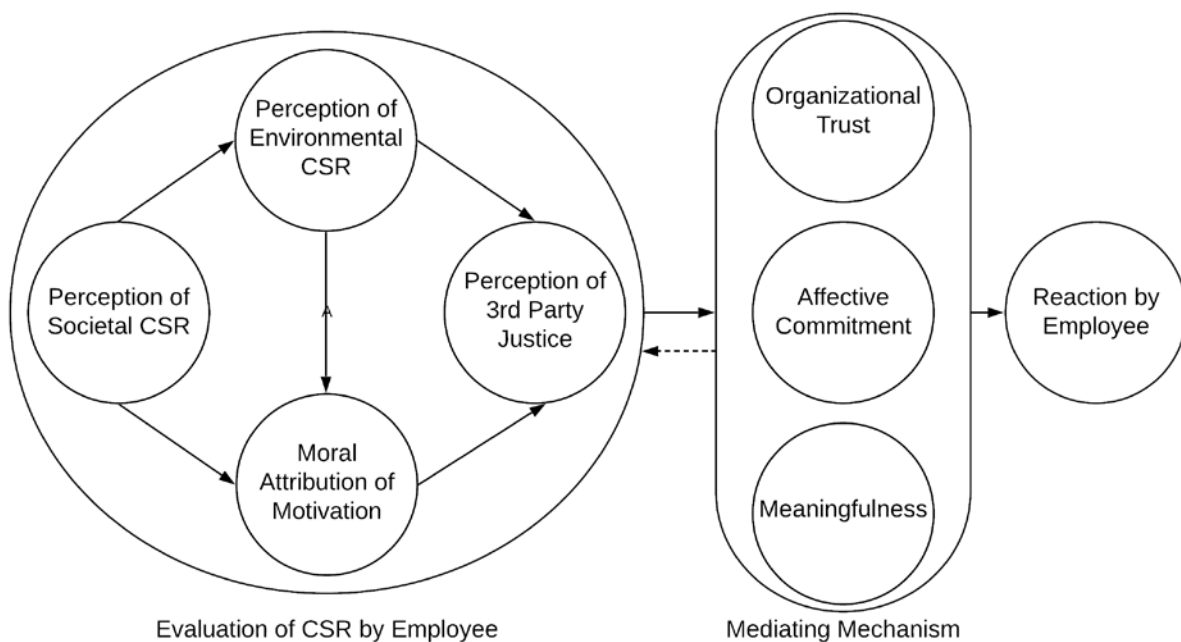 Perception of
Environmental
CSR
Organizational
Trust
Perception of
Societal CSR
A
Perception of
3rd Party
Justice
Affective
Commitment
Reaction by
Employee
Moral
Attribution of
Motivation
Meaningfulness
Evaluation of CSR by Employee
Mediating Mechanism